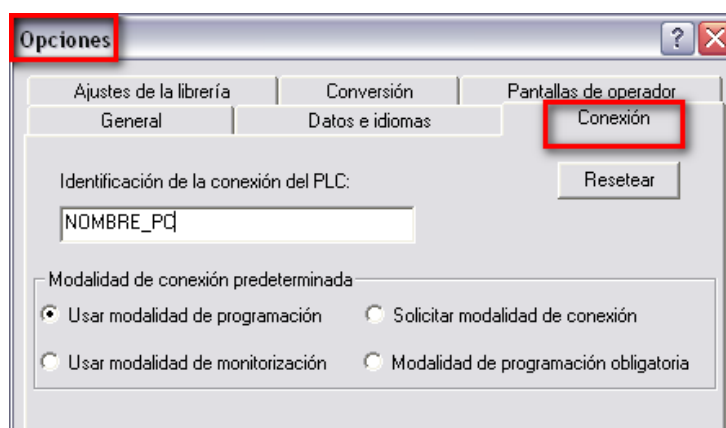 Opciones
Ajustes de la librería Conversión Pantallas de operador
General Datos e idiomas Conexión
Identificación de la conexión del PLC: Resetear
NOMBRE_PC
Modalidad de conexión predeterminada
Usar modalidad de programación Solicitar modalidad de conexión
Usar modalidad de monitorización Modalidad de programación obligatoria